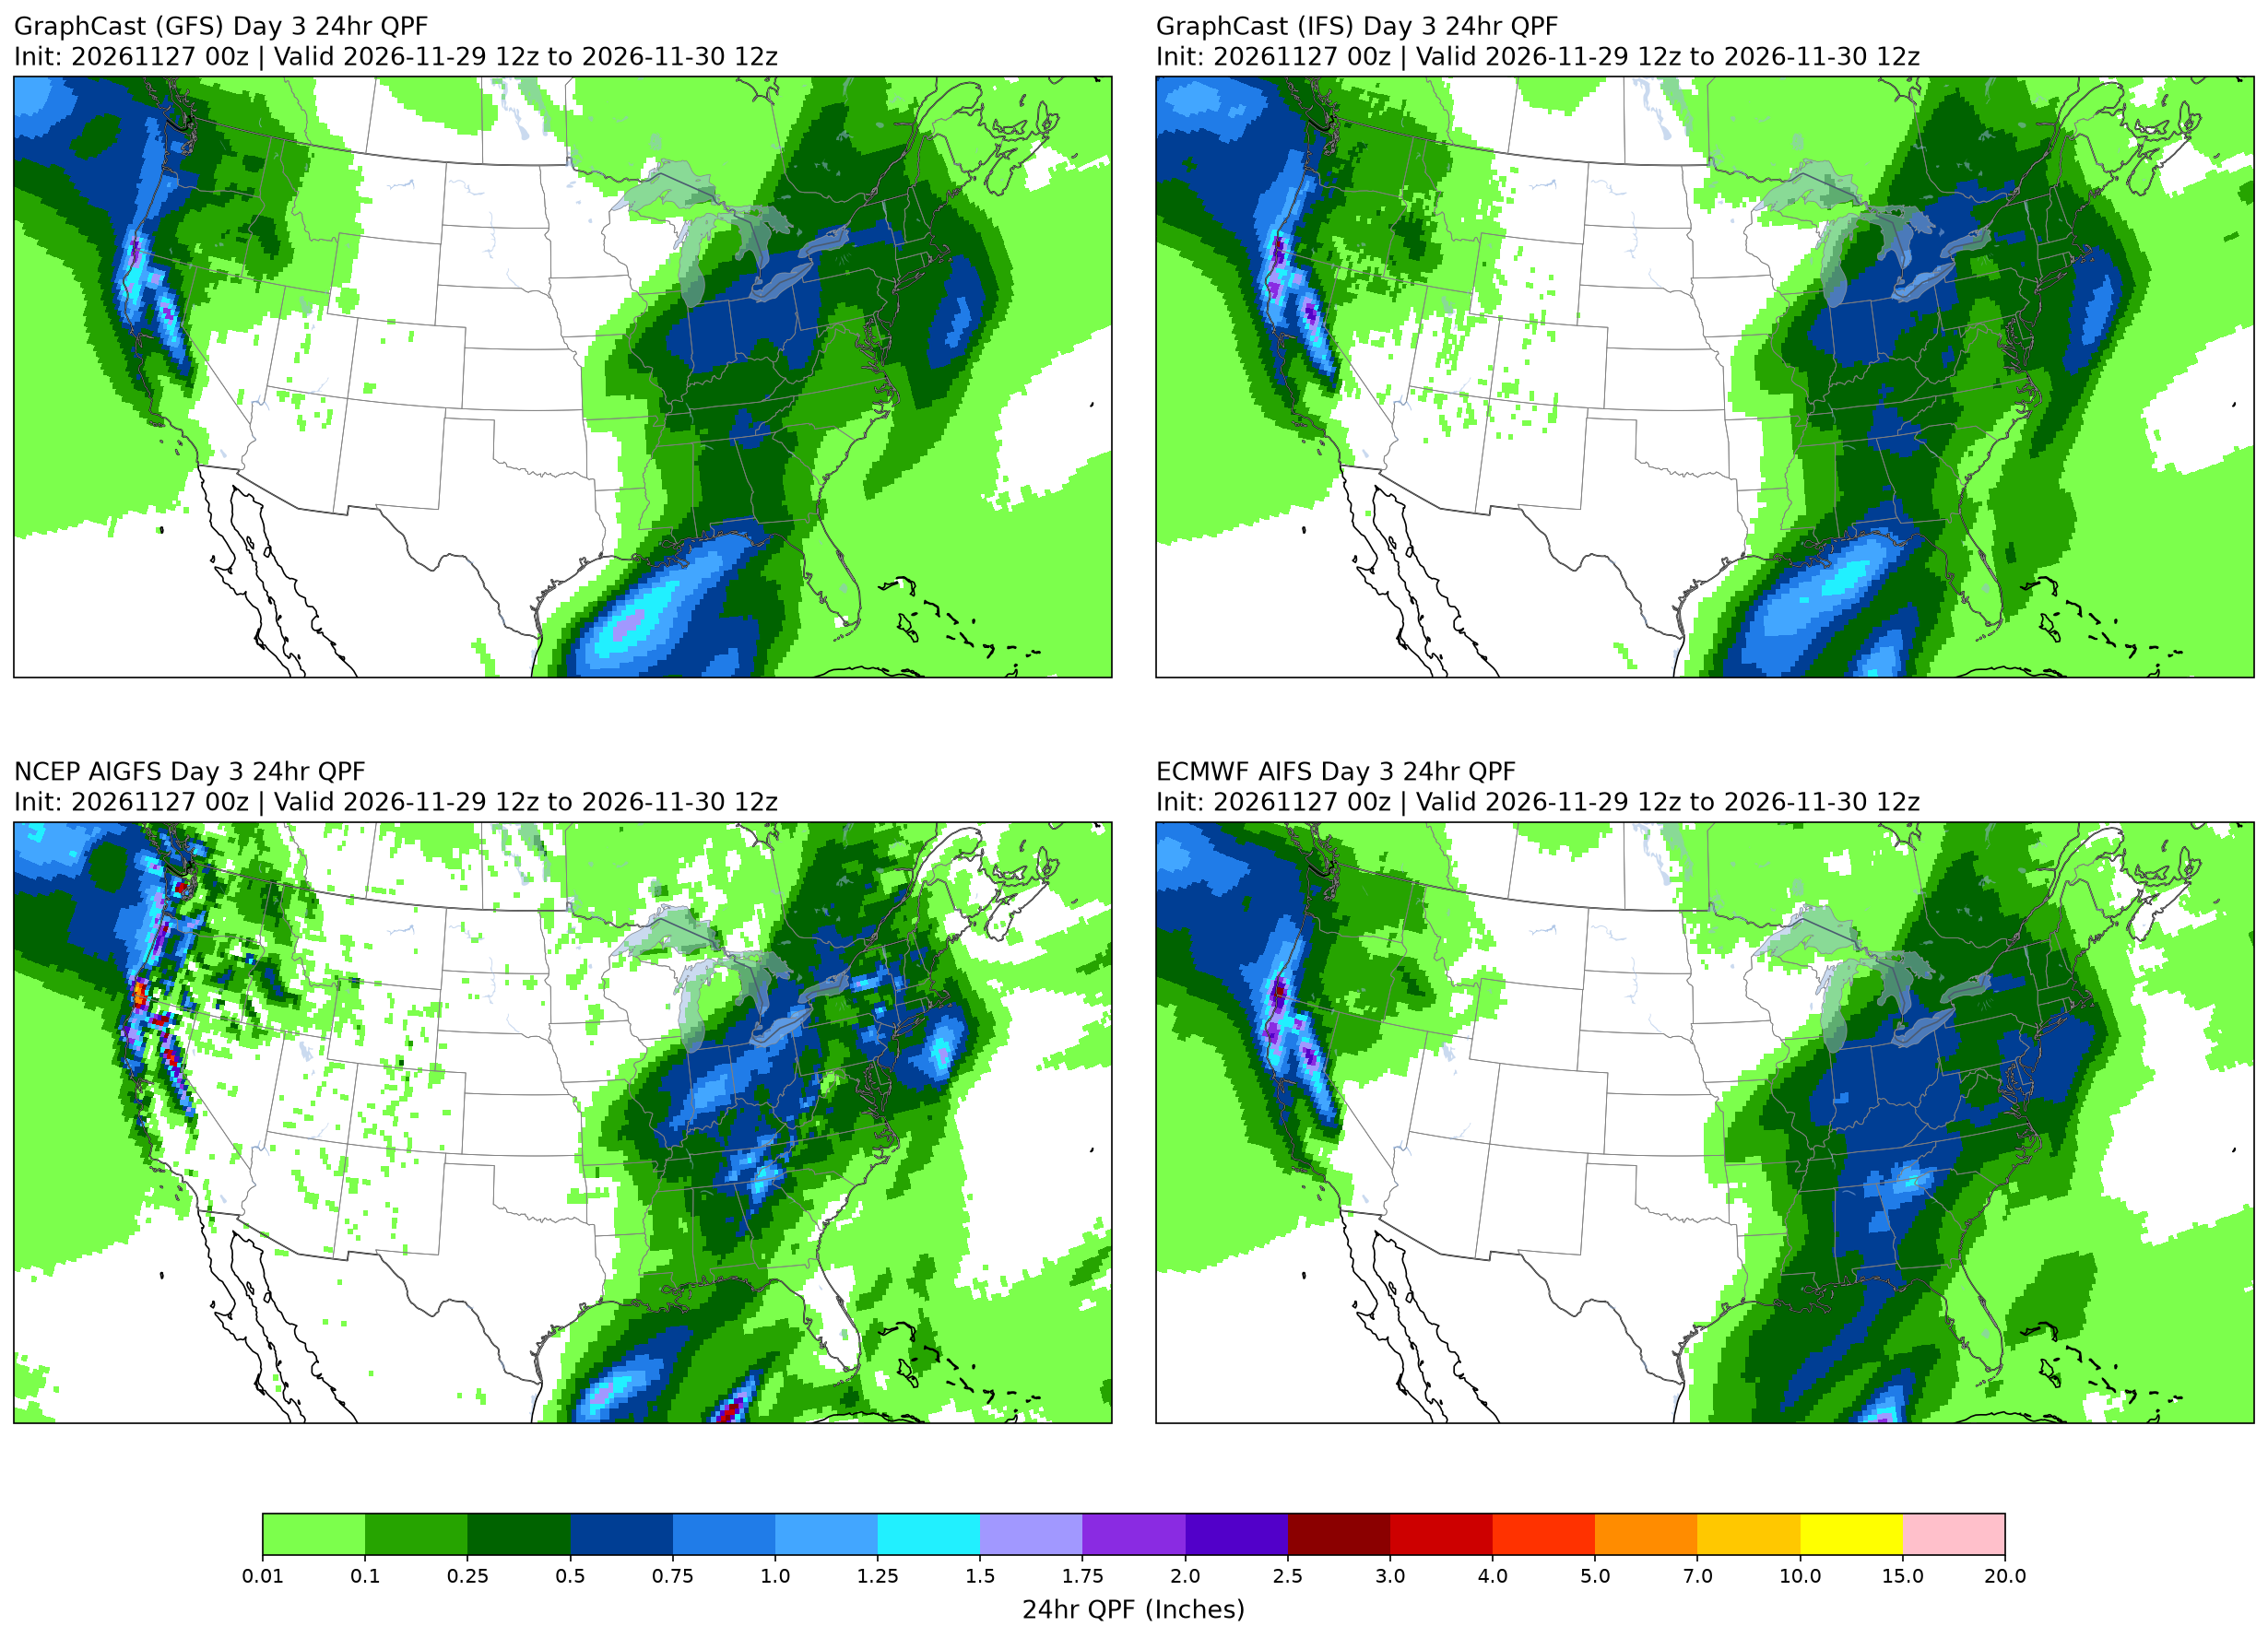 GraphCast (GFS) Day 3 24hr QPF
Init: 20261127 00z | Valid 2026-11-29 12z to 2026-11-30 12z
GraphCast (IFS) Day 3 24hr QPF
Init: 20261127 00z | Valid 2026-11-29 12z to 2026-11-30 12z
NCEP AIGFS Day 3 24hr QPF
Init: 20261127 00z | Valid 2026-11-29 12z to 2026-11-30 12z
ECMWF AIFS Day 3 24hr QPF
Init: 20261127 00z | Valid 2026-11-29 12z to 2026-11-30 12z
0.01 0.1 0.25 0.5 0.75 1.0 1.25 1.5 1.75 2.0 2.5 3.0 4.0 5.0 7.0 10.0 15.0 20.0
24hr QPF (Inches)